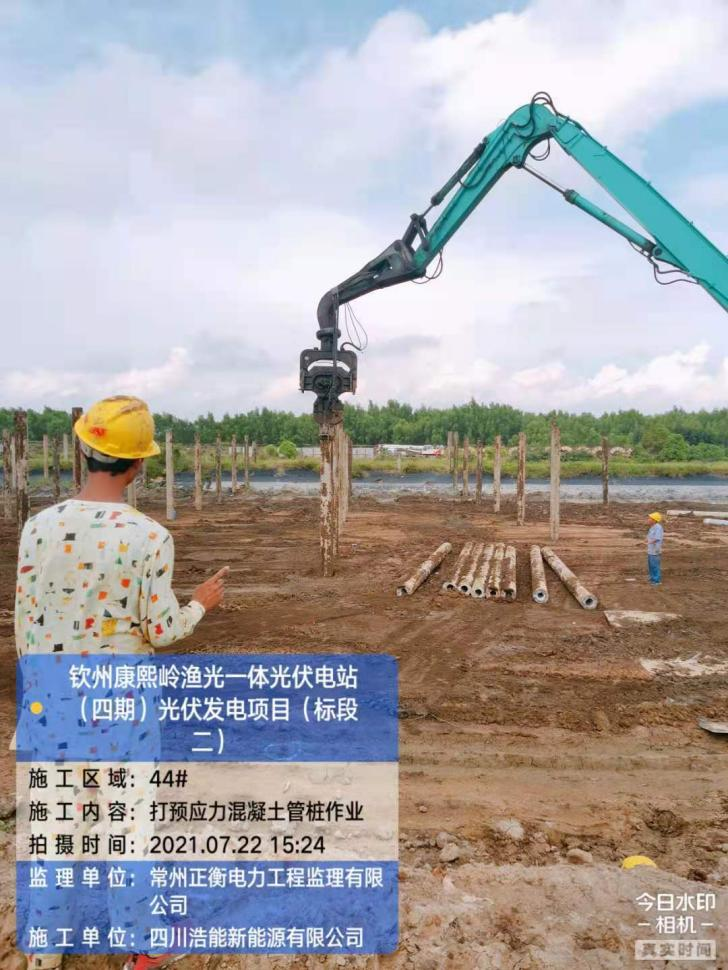 钦州康熙岭渔光一体光伏电站
（四期）光伏发电项目（标段
二）
施工区域：44#
施工内容：打预应力混凝土管桩作业
拍摄时间：2021.07.22 15:24
监理单位：常州正衡电力工程监理有限
公司
施工单位：四川浩能新能源有限公司
今日水印
-相机-
真实时间